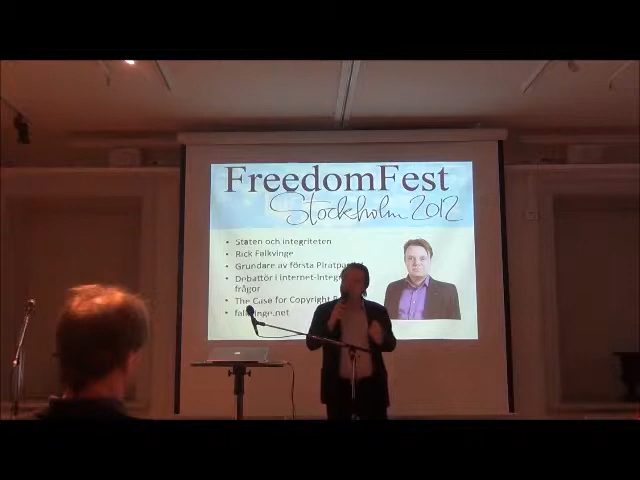 FreedomFest
Stockholm 2012
• Staten och integriteten
• Rick Falkvinge
• Grundare av första Piratpartiet
• Debattör i Internet-
frågor
• The Case for Copyright
• falkvinge.net